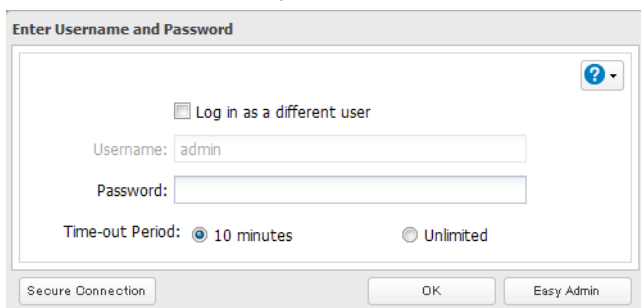 Enter Username and Password
?
Log in as a different user
Username: admin
Password:
Time-out Period: 10 minutes Unlimited
Secure Connection OK Easy Admin